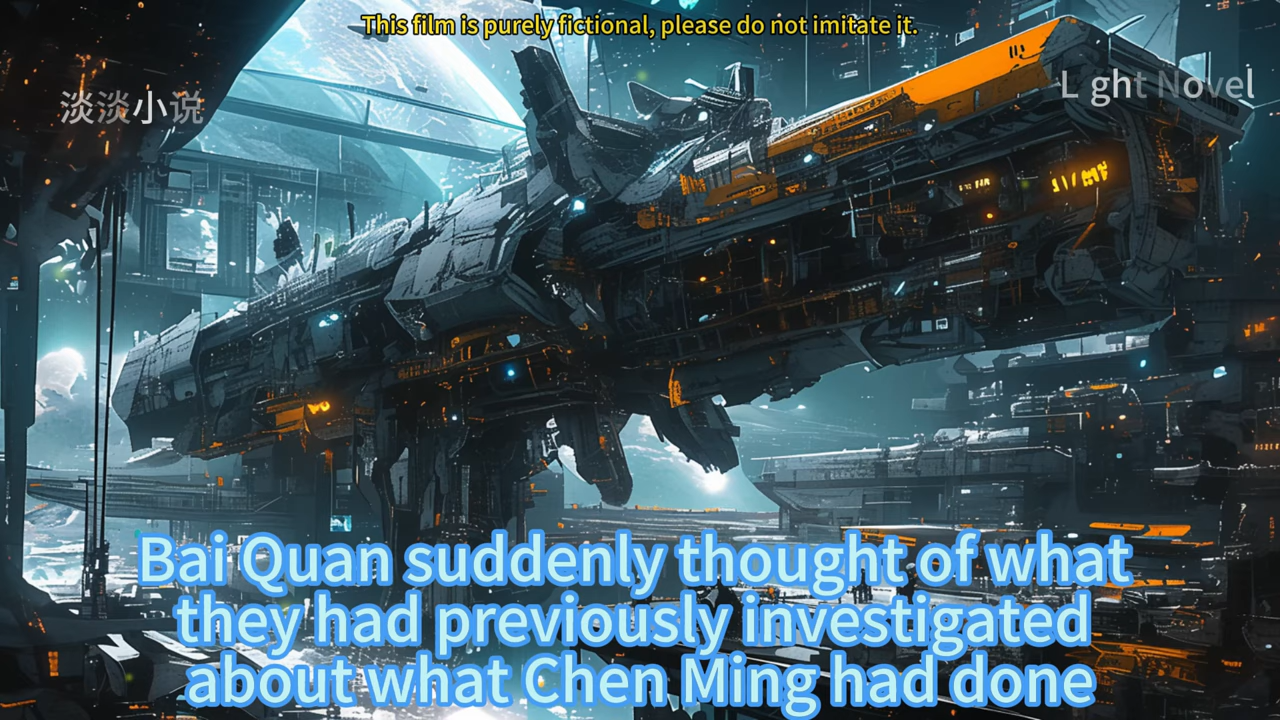 This film is purely fictional, please do not imitate it.
淡淡小说
Light Novel
Bai Quan suddenly thought of what
they had previously investigated
about what Chen Ming had done